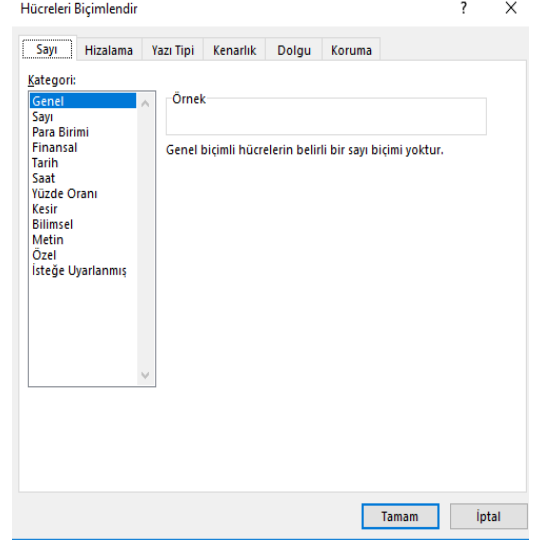 Hücreleri Biçimlendir ? X
Sayı Hizalama Yazı Tipi Kenarlık Dolgu Koruma
Kategori:
Genel
Sayı
Para Birimi
Finansal
Tarih
Saat
Yüzde Oranı
Kesir
Bilimsel
Metin
Özel
İsteğe Uyarlanmış
Örnek
Genel biçimli hücrelerin belirli bir sayı biçimi yoktur.
Tamam İptal